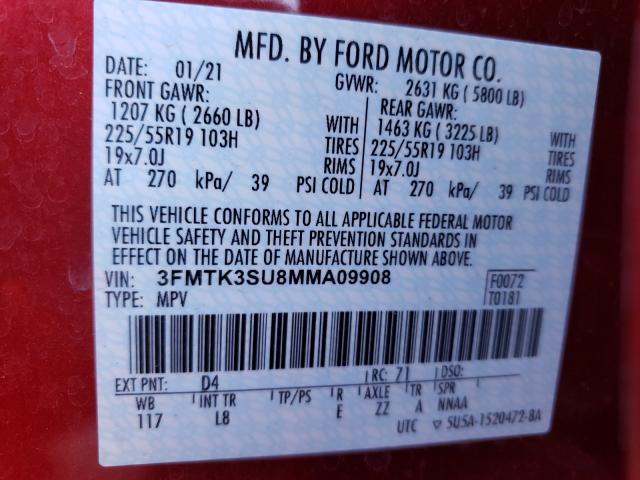 MFD. BY FORD MOTOR CO.
DATE: 01/21
GVWR: 2631 KG ( 5800 LB)
FRONT GAWR:
1207 KG ( 2660 LB)
225/55R19 103H
19x7.0J
AT 270 kPa/ 39 PSI COLD
WITH
TIRES
RIMS
REAR GAWR:
1463 KG ( 3225 LB)
225/55R19 103H
19x7.0J
AT 270 kPa/ 39 PSI COLD
WITH
TIRES
RIMS
THIS VEHICLE CONFORMS TO ALL APPLICABLE FEDERAL MOTOR
VEHICLE SAFETY AND THEFT PREVENTION STANDARDS IN
EFFECT ON THE DATE OF MANUFACTURE SHOWN ABOVE.
VIN: 3FMTK3SU8MMA09908
TYPE: MPV
F0072
T0181
EXT PNT: D4 RC: 71 DSO:
WB INT TR TP/PS R AXLE TR SPR
117 L8 E ZZ A NNAA
UTC ▽ 5U5A-1520472-BA